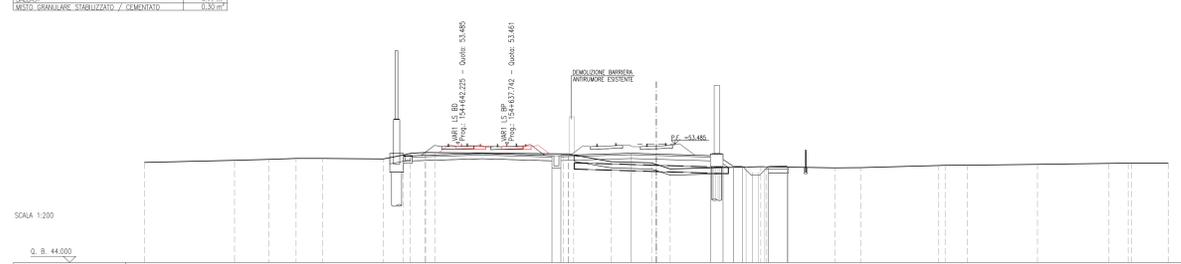 MISTO GRANULARE STABILIZZATO / CEMENTATO 0,30 m³
VAR1 LS BD
Prog.: 154+642.225 - Quota: 53.485
VAR1 LS BP
Prog.: 154+637.742 - Quota: 53.461
DEMOLIZIONE BARRIERA
ANTIRUMORE ESISTENTE
P.F. =53.485
SCALA 1:200
Q. B. 44.000